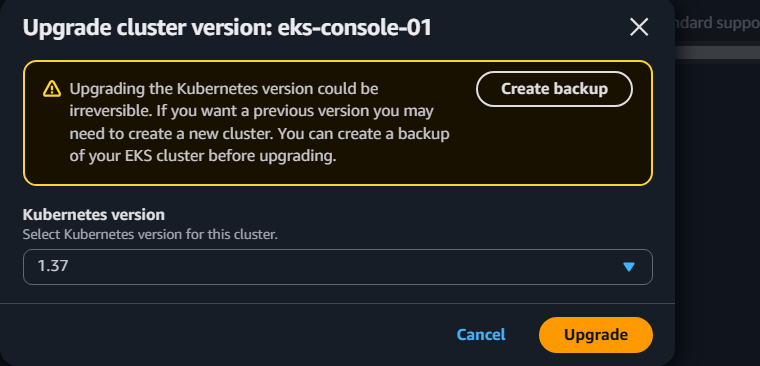 Upgrade cluster version: eks-console-01
Upgrading the Kubernetes version could be
irreversible. If you want a previous version you may
need to create a new cluster. You can create a backup
of your EKS cluster before upgrading.
Create backup
Kubernetes version
Select Kubernetes version for this cluster.
1.37
Cancel
Upgrade